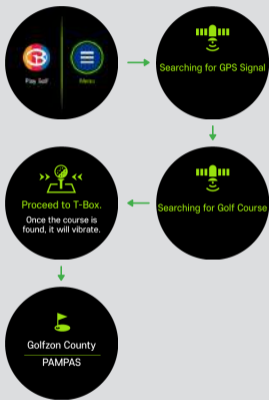 Play Golf
Menu
Searching for GPS Signal
Searching for Golf Course
Proceed to T-Box.
Once the course is
found, it will vibrate.
Golfzon County
PAMPAS